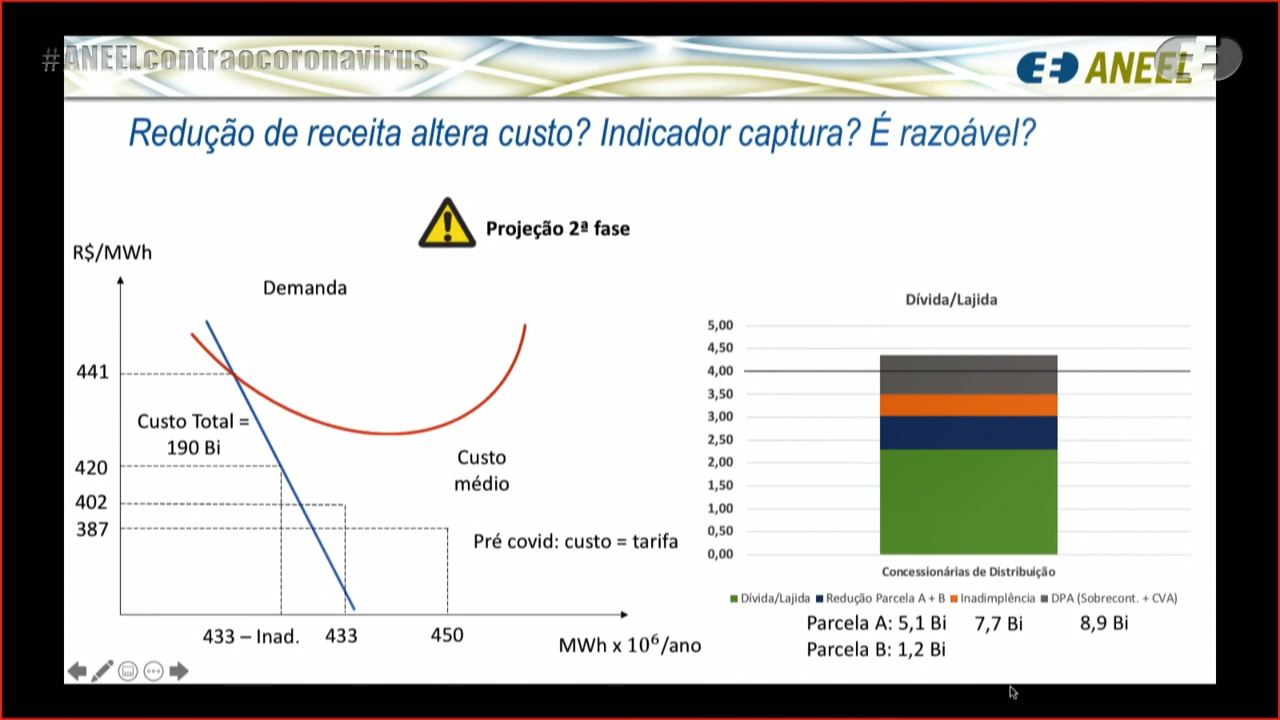 #ANEELcontraocoronavirus
ANEEL
Redução de receita altera custo? Indicador captura? É razoável?
Projeção 2ª fase
R$/MWh
Demanda
441
Custo Total =
190 Bi
420
402
387
Custo
médio
Pré covid: custo = tarifa
433 – Inad.
433
450
MWh x 10⁶/ano
Dívida/Lajida
5,00
4,50
4,00
3,50
3,00
2,50
2,00
1,50
1,00
0,50
0,00
Concessionárias de Distribuição
Dívida/Lajida Redução Parcela A + B Inadimplência DPA (Sobrecont. + CVA)
Parcela A: 5,1 Bi 7,7 Bi 8,9 Bi
Parcela B: 1,2 Bi